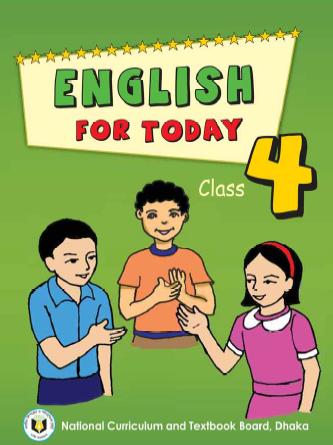 ENGLISH
FOR TODAY
Class 4
National Curriculum and Textbook Board, Dhaka